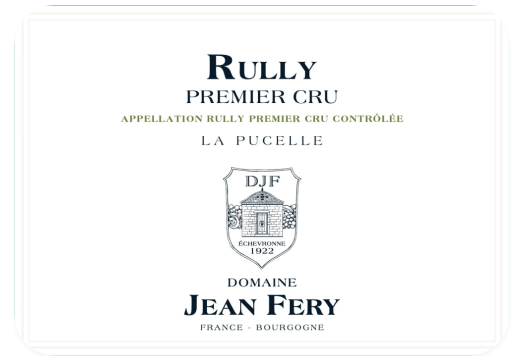 RULLY
PREMIER CRU
APPELLATION RULLY PREMIER CRU CONTRÔLÉE
LA PUCELLE
DJF
ÉCHEVRONNE
1922
DOMAINE
JEAN FERY
FRANCE - BOURGOGNE